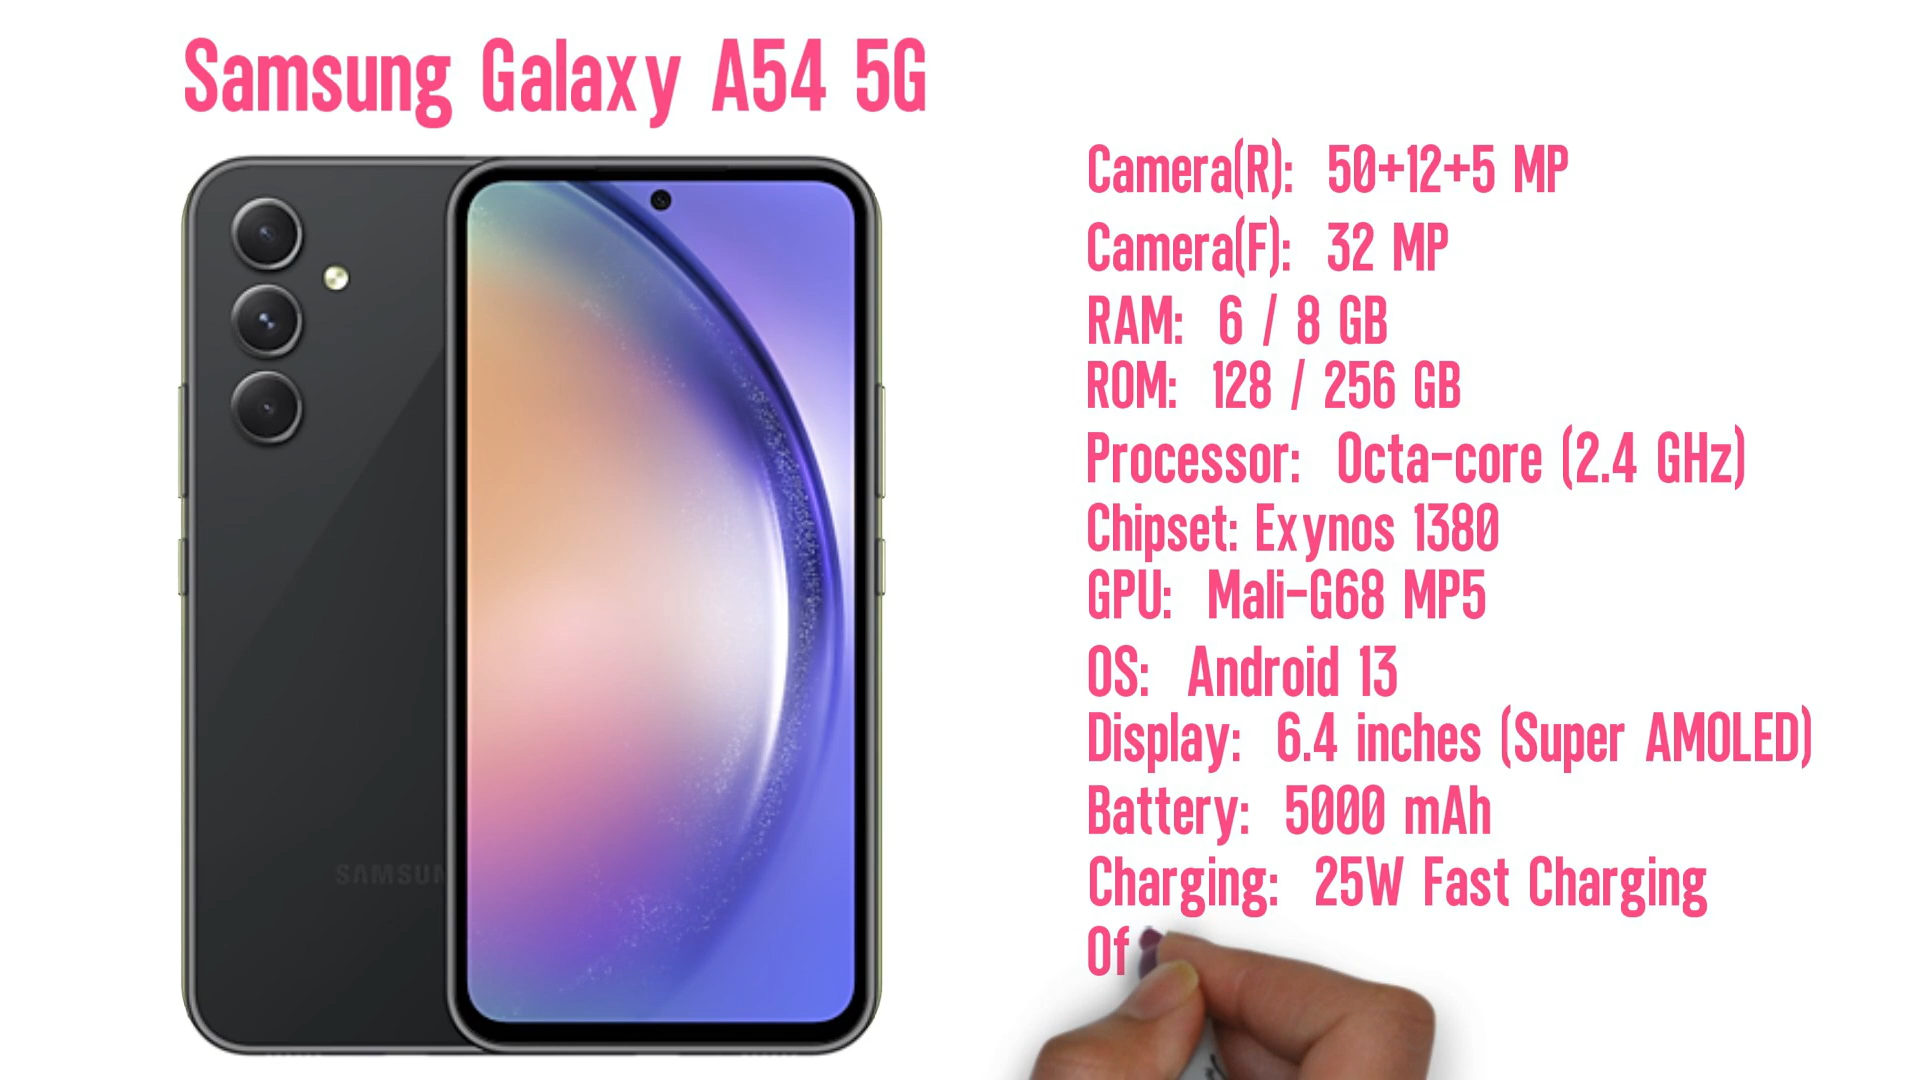 Samsung Galaxy A54 5G
Camera(R): 50+12+5 MP
Camera(F): 32 MP
RAM: 6 / 8 GB
ROM: 128 / 256 GB
Processor: Octa-core (2.4 GHz)
Chipset: Exynos 1380
GPU: Mali-G68 MP5
OS: Android 13
Display: 6.4 inches (Super AMOLED)
Battery: 5000 mAh
Charging: 25W Fast Charging
Of
SAMSUN